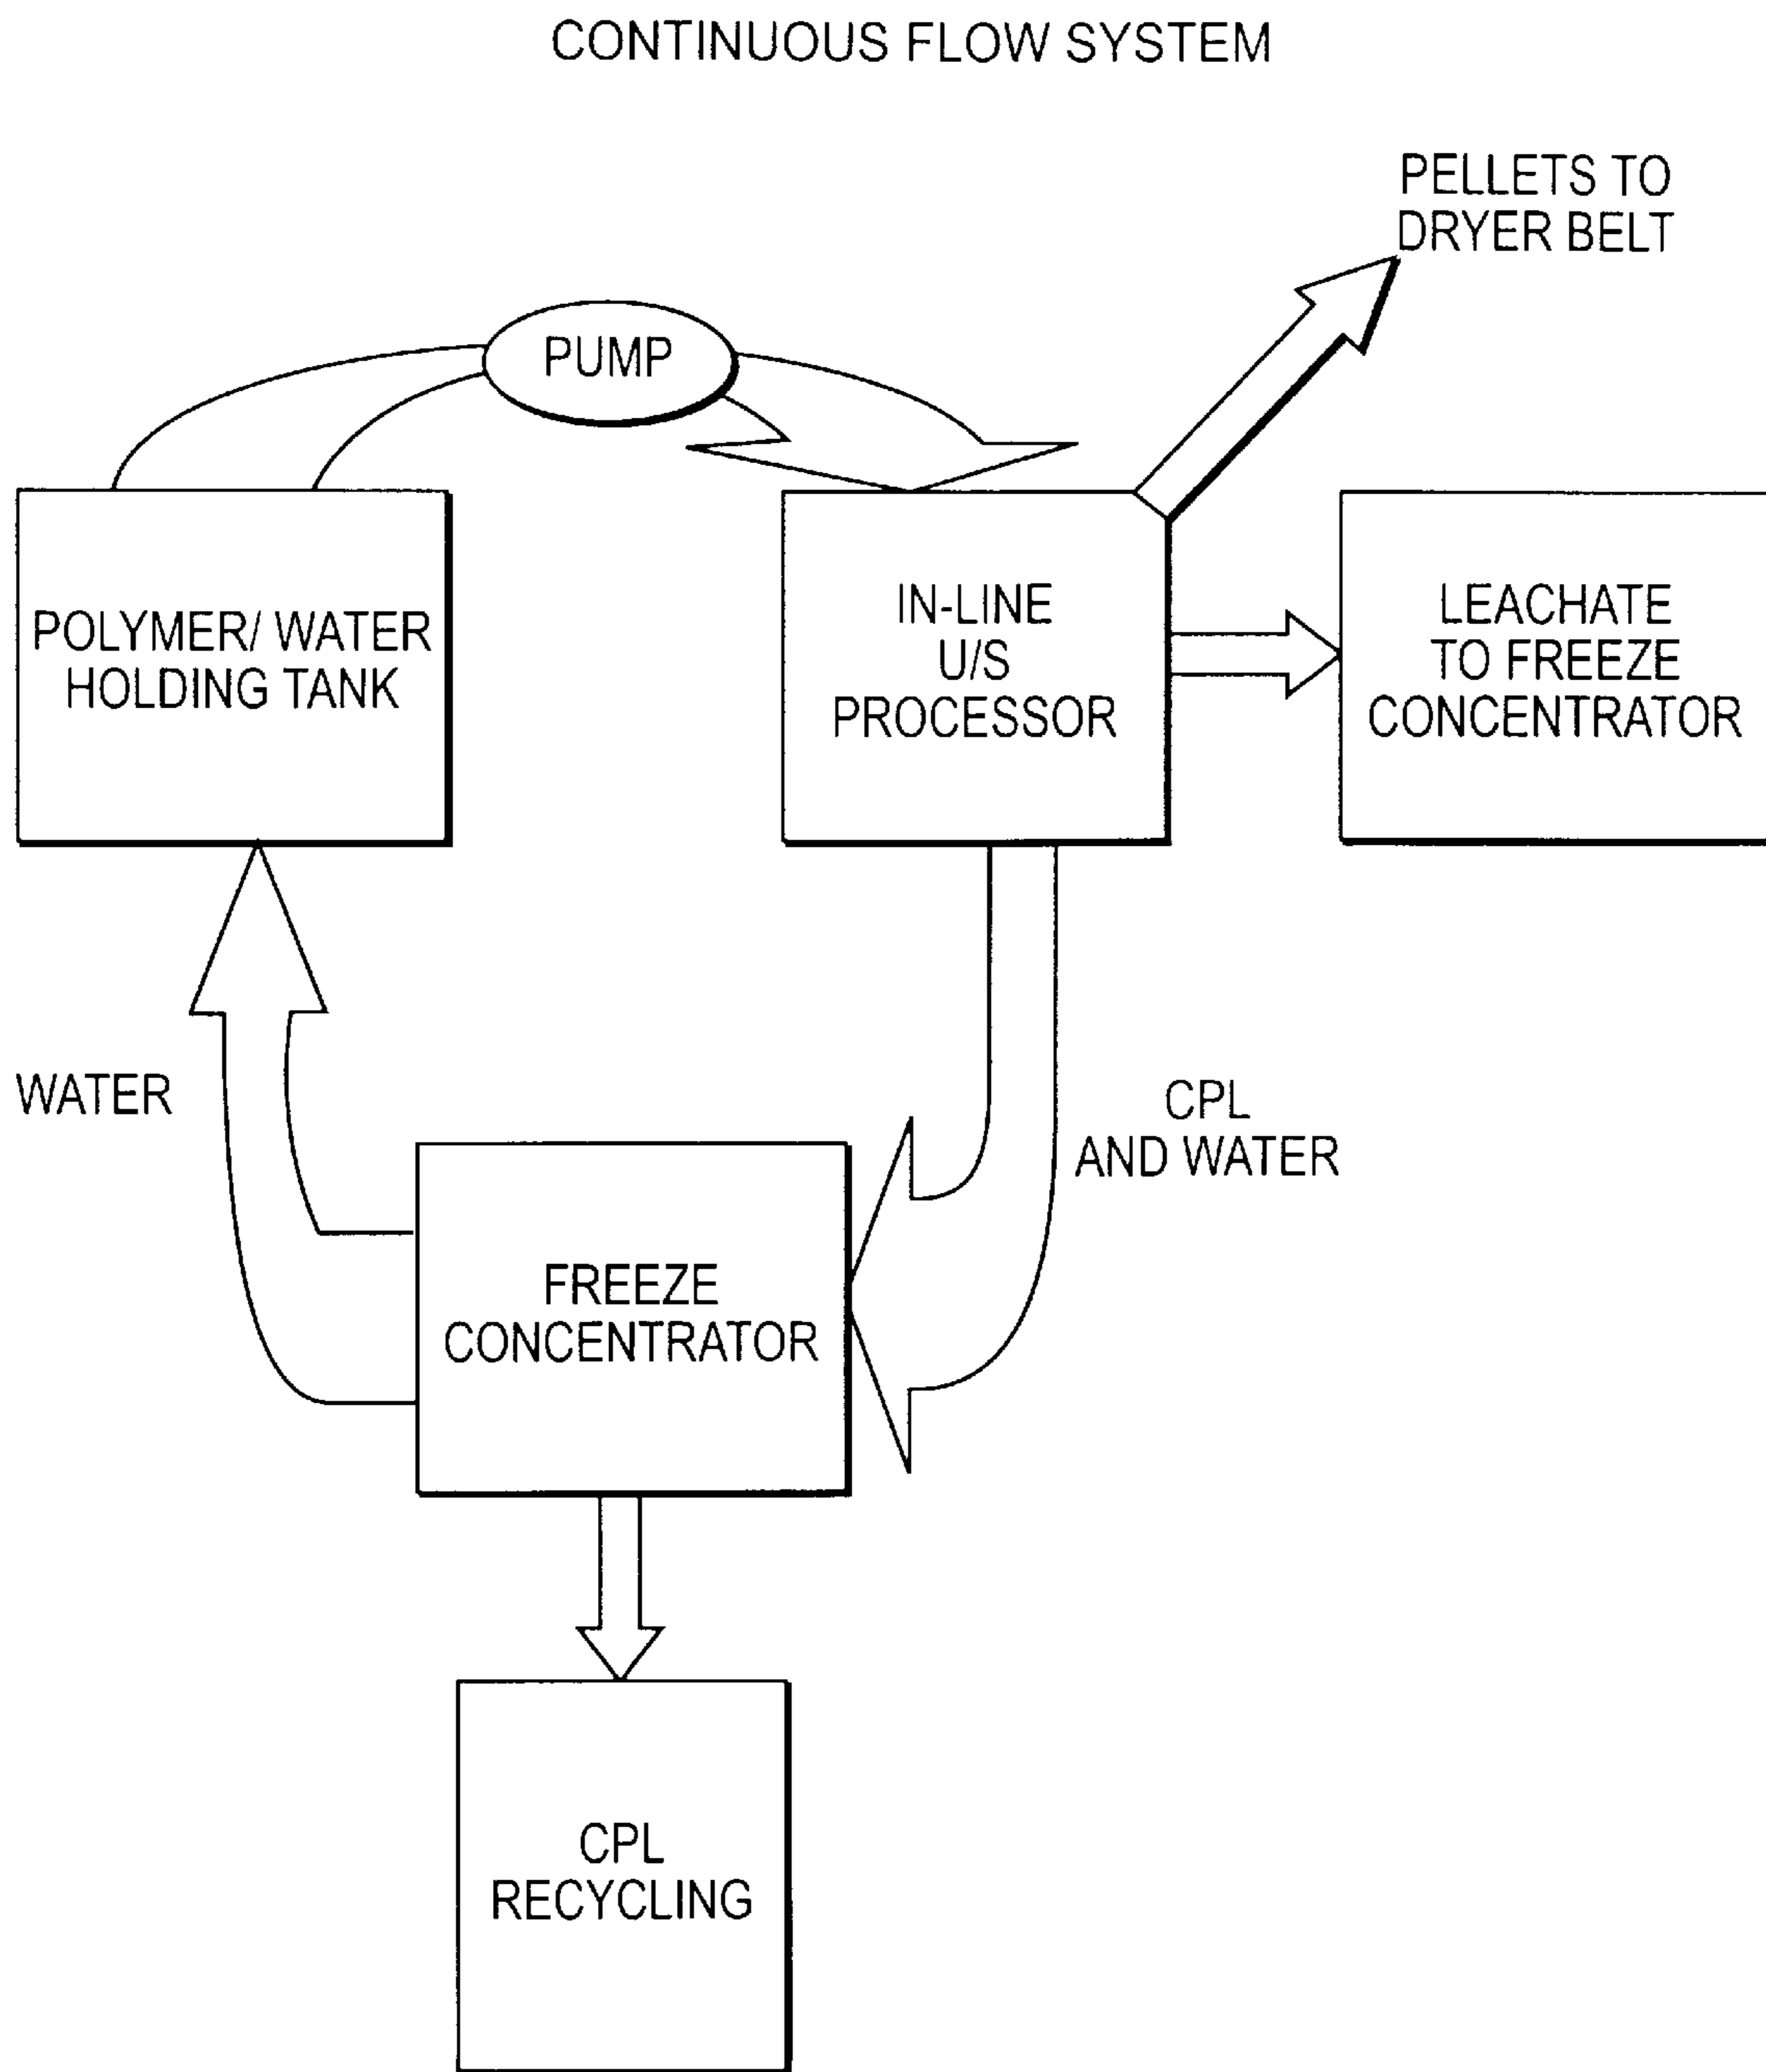 CONTINUOUS FLOW SYSTEM
PELLETS TO
DRYER BELT
PUMP
POLYMER/ WATER
HOLDING TANK
IN-LINE
U/S
PROCESSOR
LEACHATE
TO FREEZE
CONCENTRATOR
WATER
CPL
AND WATER
FREEZE
CONCENTRATOR
CPL
RECYCLING